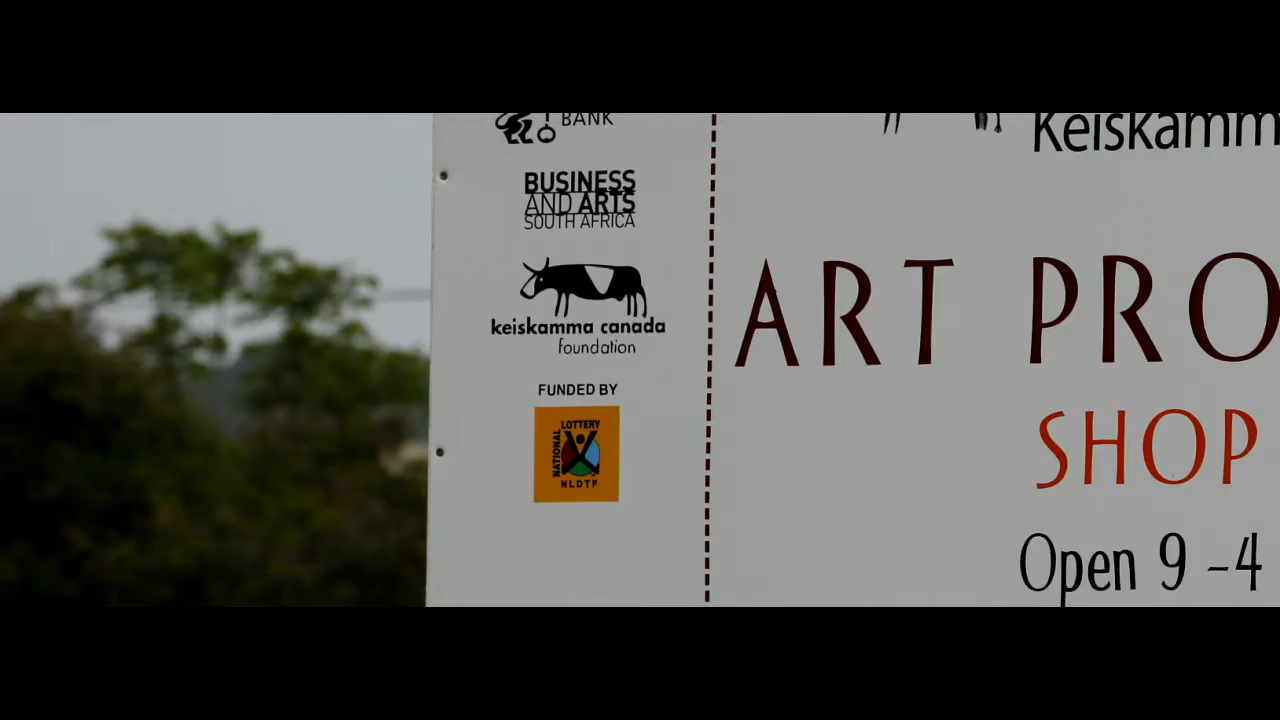 BANK
BUSINESS
AND ARTS
SOUTH AFRICA
keiskamma canada
foundation
FUNDED BY
NATIONAL
LOTTERY
NLDTF
Keiskamm
ART PRO
SHOP
Open 9 -4